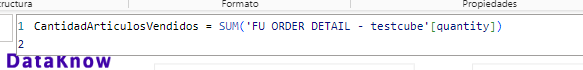 ructura
Formato
Propiedades
1 CantidadArticulosVendidos = SUM('FU ORDER DETAIL - testcube'[quantity])
2
DataKnow